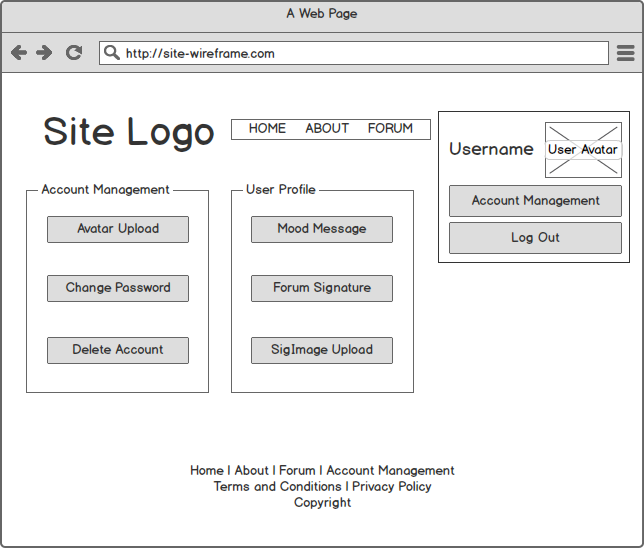 A Web Page
http://site-wireframe.com
Site Logo
HOME ABOUT FORUM
Username
User Avatar
Account Management
Log Out
Account Management
Avatar Upload
Change Password
Delete Account
User Profile
Mood Message
Forum Signature
SigImage Upload
Home | About | Forum | Account Management
Terms and Conditions | Privacy Policy
Copyright